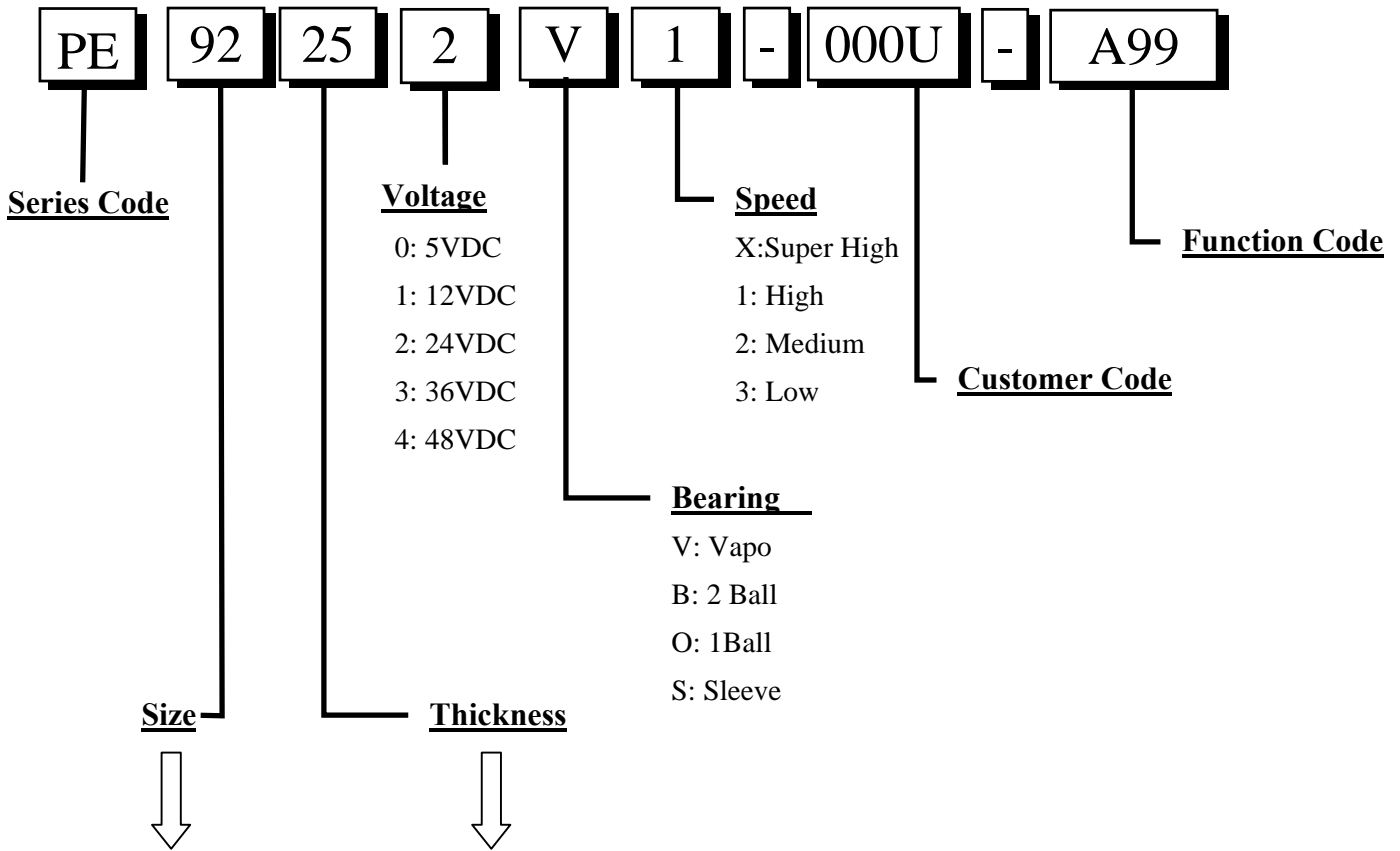 PE 92 25 2 V 1 - 000U - A99
Series Code
Voltage
0: 5VDC
1: 12VDC
2: 24VDC
3: 36VDC
4: 48VDC
Speed
X:Super High
1: High
2: Medium
3: Low
Function Code
Customer Code
Bearing
V: Vapo
B: 2 Ball
O: 1Ball
S: Sleeve
Size
Thickness